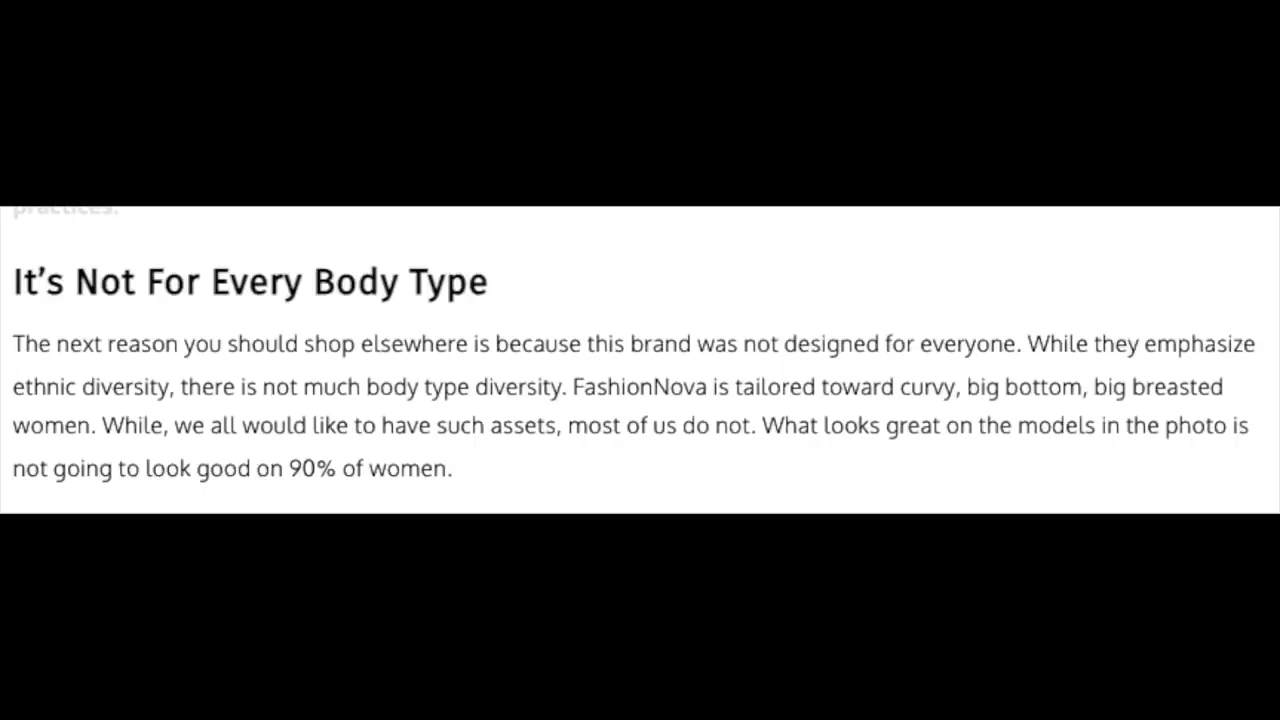 practices.
It's Not For Every Body Type
The next reason you should shop elsewhere is because this brand was not designed for everyone. While they emphasize
ethnic diversity, there is not much body type diversity. FashionNova is tailored toward curvy, big bottom, big breasted
women. While, we all would like to have such assets, most of us do not. What looks great on the models in the photo is
not going to look good on 90% of women.